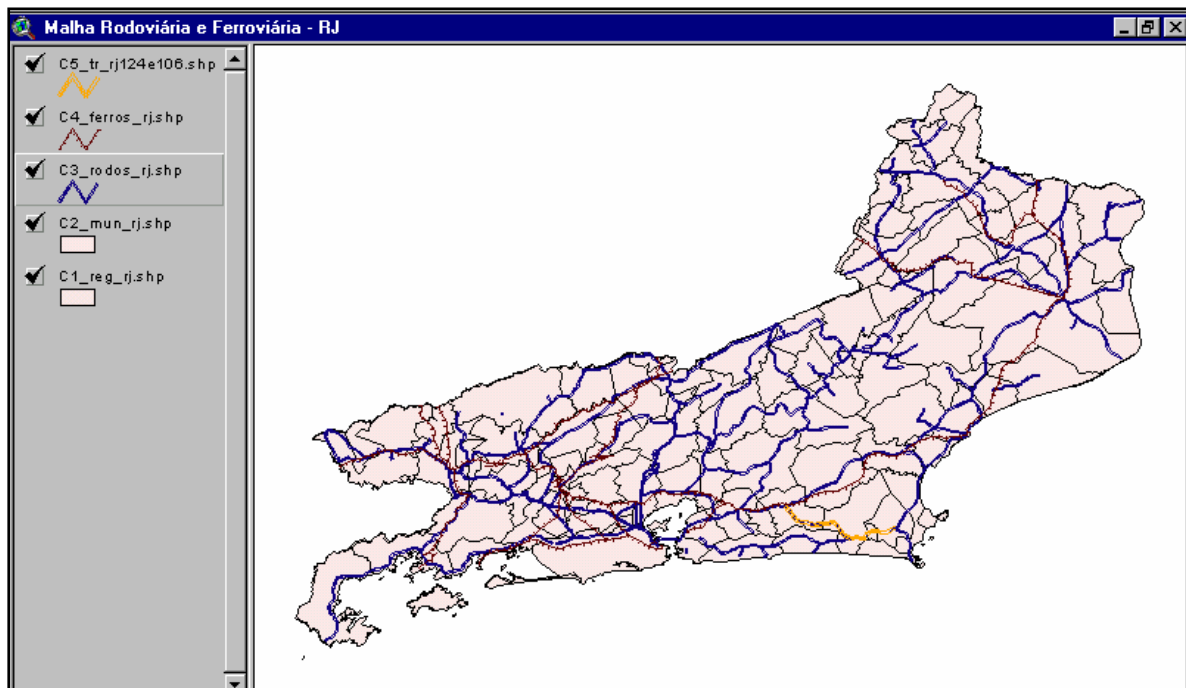 Malha Rodoviária e Ferroviária - RJ
C5_tr_rj124e106.shp
C4_ferros_rj.shp
C3_rodos_rj.shp
C2_mun_rj.shp
C1_reg_rj.shp